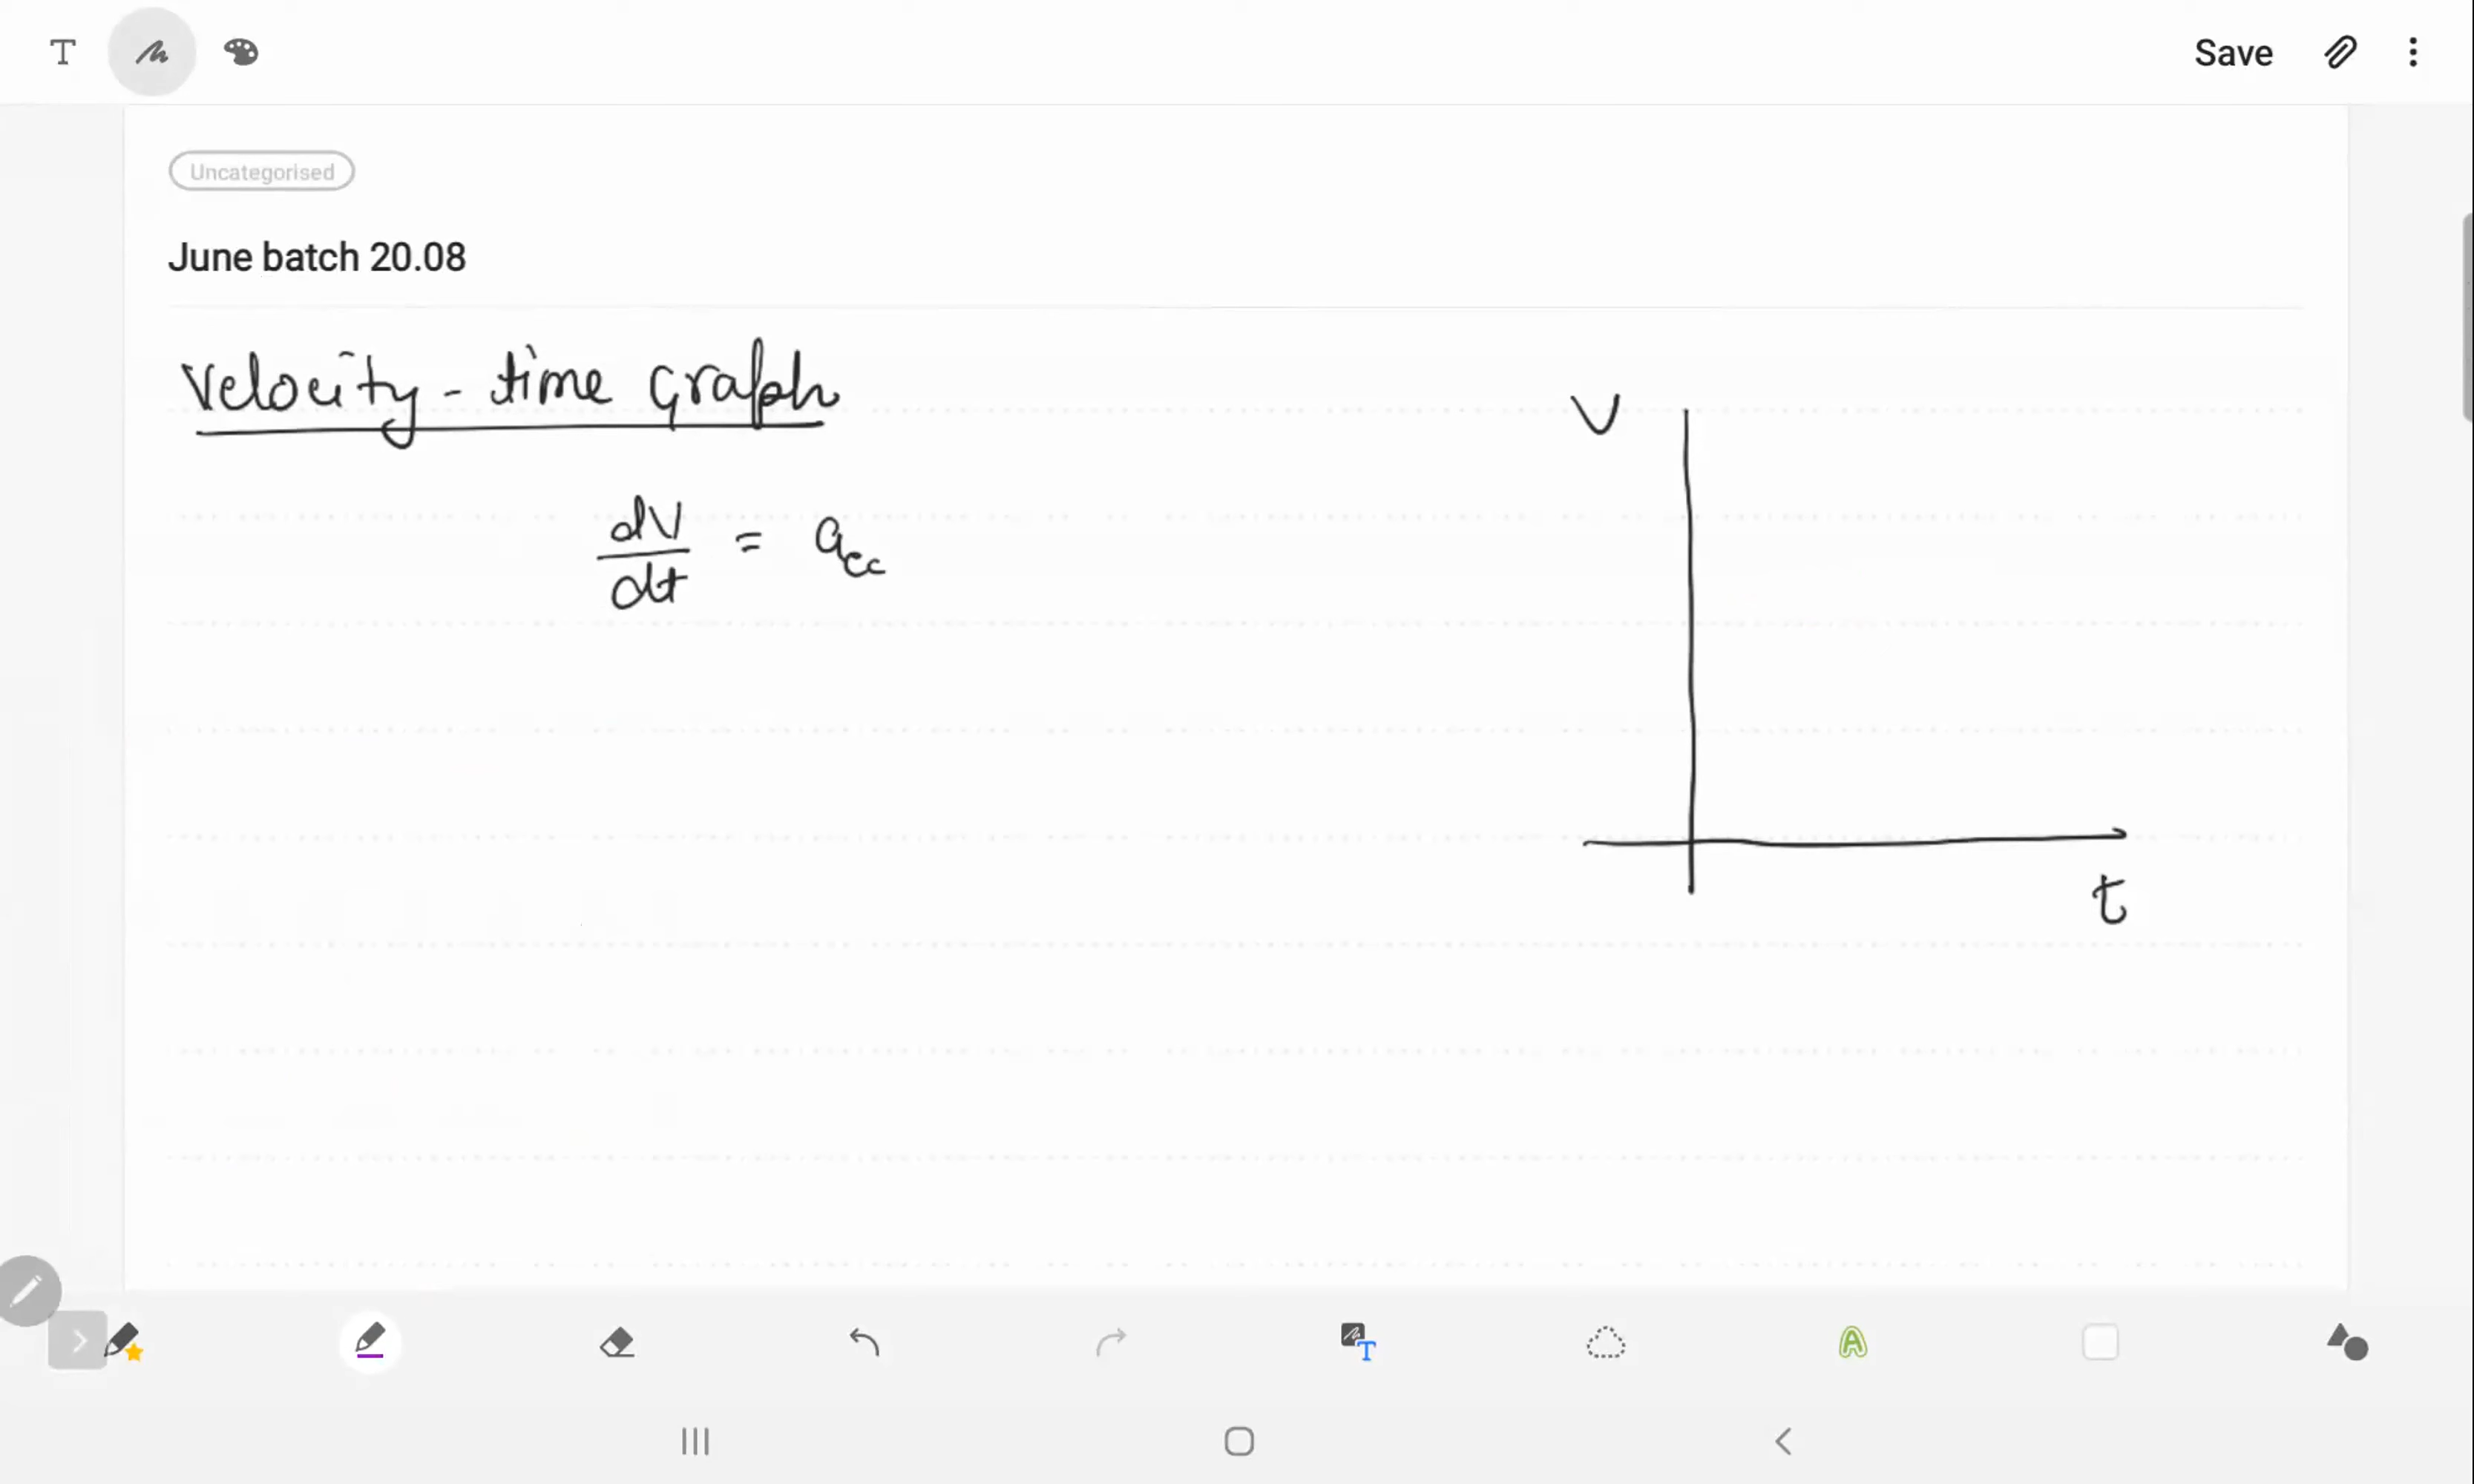 Save
Uncategorised
June batch 20.08
Velocity - time graph
V
dV
dt
= acc
t